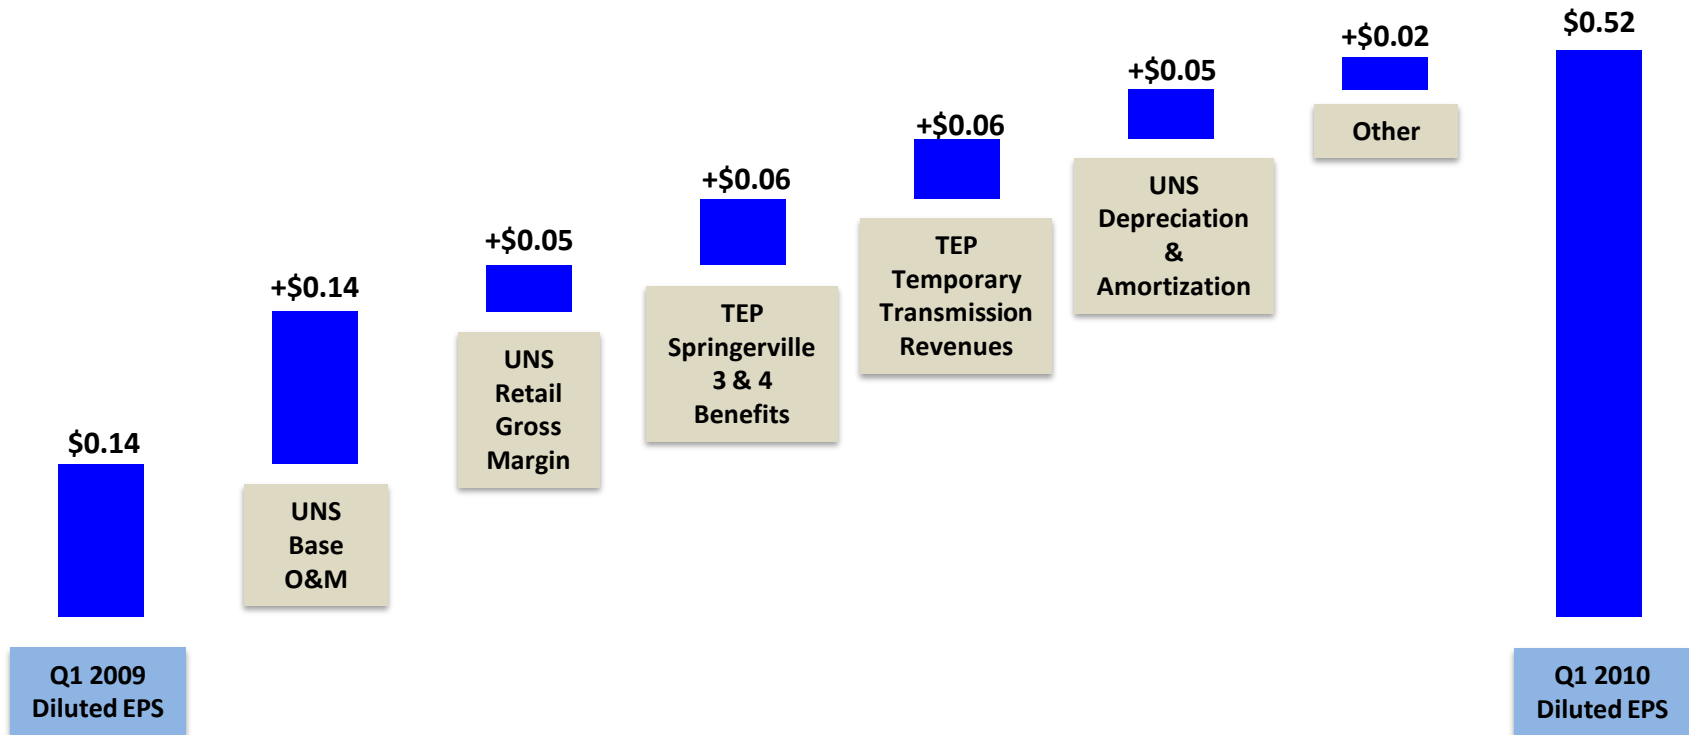 $0.14
Q1 2009
Diluted EPS
+$0.14
UNS
Base
O&M
+$0.05
UNS
Retail
Gross
Margin
+$0.06
TEP
Springerville
3 & 4
Benefits
+$0.06
TEP
Temporary
Transmission
Revenues
+$0.05
UNS
Depreciation
&
Amortization
+$0.02
Other
$0.52
Q1 2010
Diluted EPS